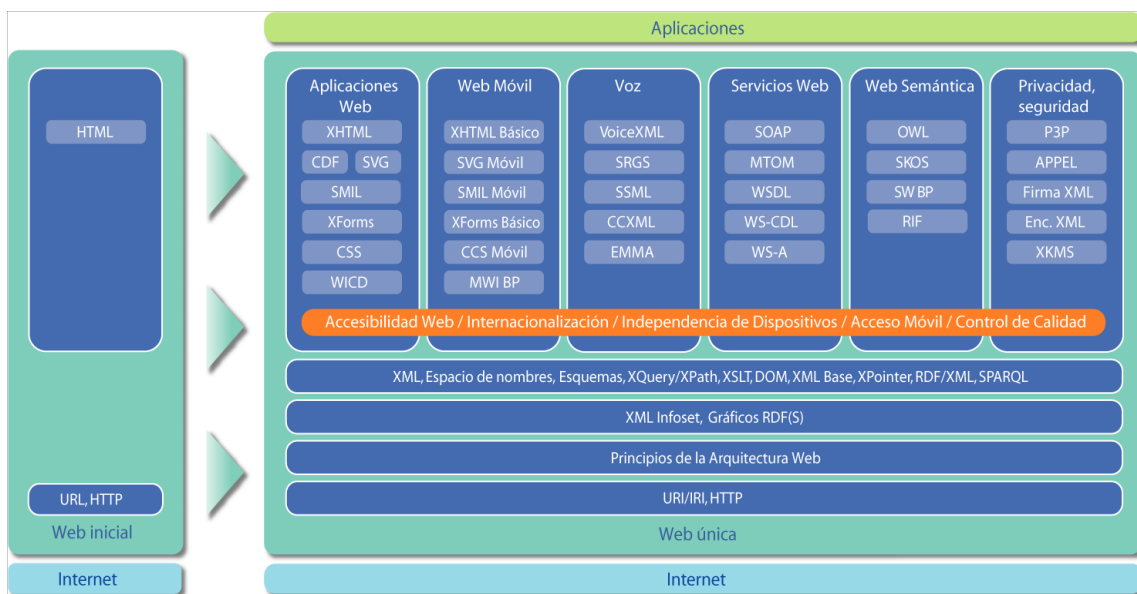 Aplicaciones
HTML
URL, HTTP
Web inicial
Internet
Aplicaciones
Web
XHTML
CDF
SVG
SMIL
XForms
CSS
WICD
Web Móvil
XHTML Básico
SVG Móvil
SMIL Móvil
XForms Básico
CCS Móvil
MWI BP
Voz
VoiceXML
SRGS
SSML
CCXML
EMMA
Servicios Web
SOAP
MTOM
WSDL
WS-CDL
WS-A
Web Semántica
OWL
SKOS
SW BP
RIF
Privacidad,
seguridad
P3P
APPEL
Firma XML
Enc. XML
XKMS
Accesibilidad Web / Internacionalización / Independencia de Dispositivos / Acceso Móvil / Control de Calidad
XML, Espacio de nombres, Esquemas, XQuery/XPath, XSLT, DOM, XML Base, XPointer, RDF/XML, SPARQL
XML Infoset, Gráficos RDF(S)
Principios de la Arquitectura Web
URI/IRI, HTTP
Web única
Internet